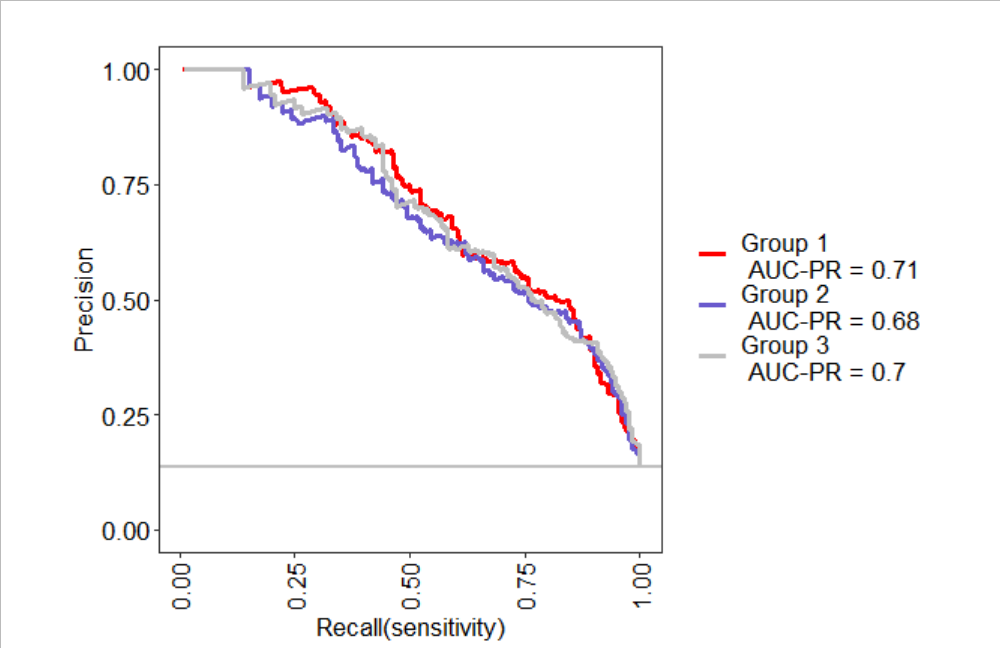 1.00
0.75
0.50
0.25
0.00
Precision
0.00
0.25
0.50
0.75
1.00
Recall(sensitivity)
Group 1
AUC-PR = 0.71
Group 2
AUC-PR = 0.68
Group 3
AUC-PR = 0.7